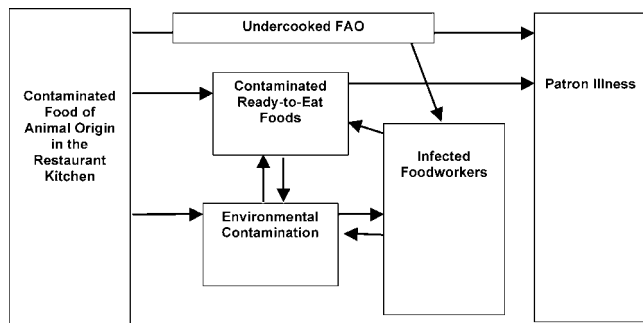 Undercooked FAO
Contaminated
Food of
Animal Origin
in the
Restaurant
Kitchen
Contaminated
Ready-to-Eat
Foods
Patron Illness
Infected
Foodworkers
Environmental
Contamination